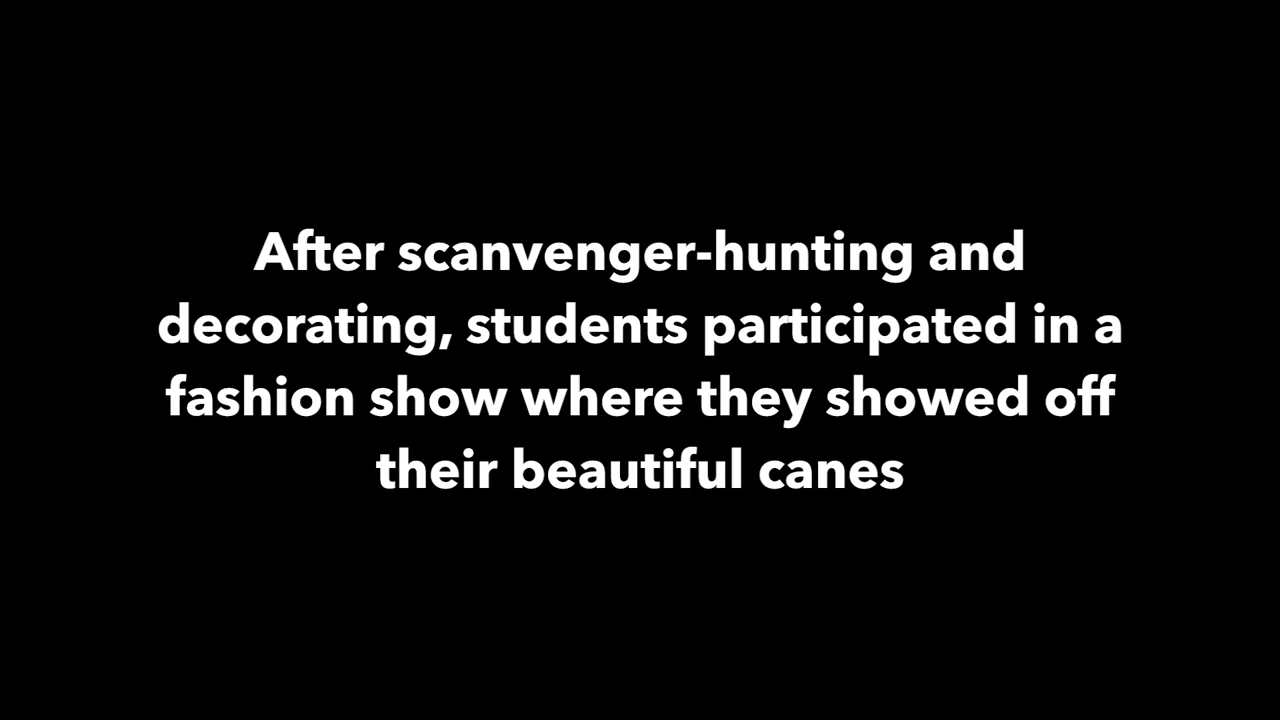 After scanvenger-hunting and
decorating, students participated in a
fashion show where they showed off
their beautiful canes